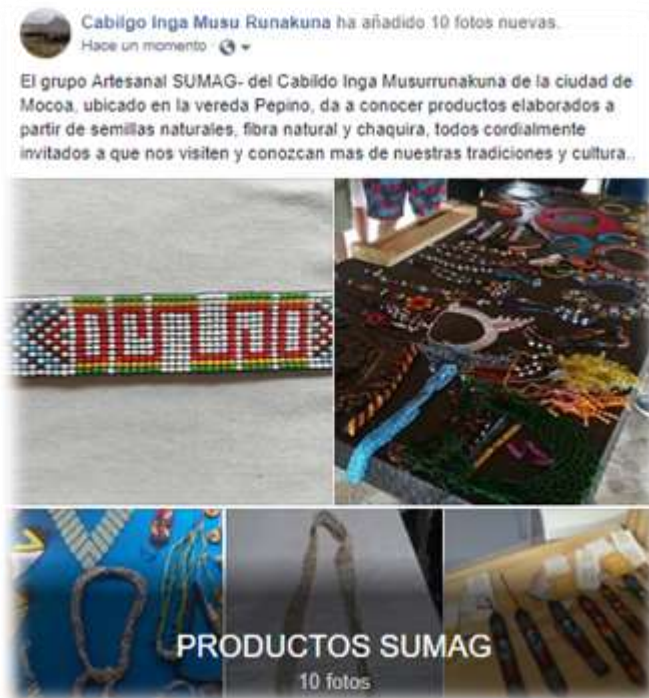 Cabilgo Inga Musu Runakuna ha añadido 10 fotos nuevas.
Hace un momento ·
El grupo Artesanal SUMAG- del Cabildo Inga Musurrunakuna de la ciudad de
Mocoa, ubicado en la vereda Pepino, da a conocer productos elaborados a
partir de semillas naturales, fibra natural y chaquira, todos cordialmente
invitados a que nos visiten y conozcan mas de nuestras tradiciones y cultura..
PRODUCTOS SUMAG
10 fotos